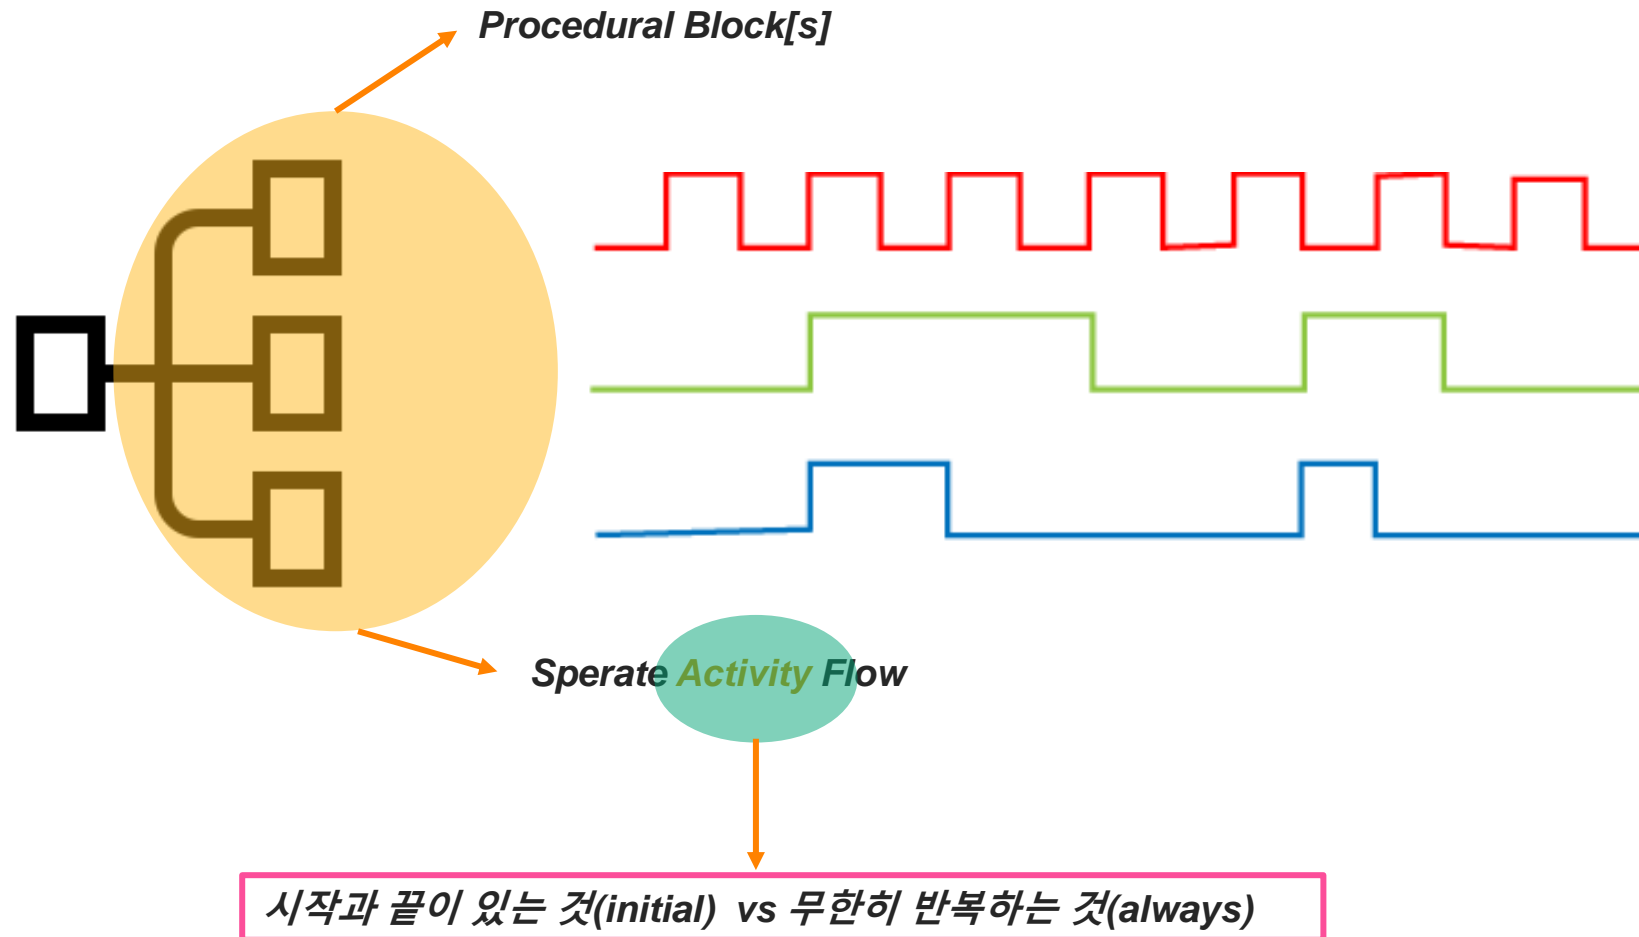 Procedural Block[s]
Sperate Activity Flow
시작과 끝이 있는 것(initial) vs 무한히 반복하는 것(always)